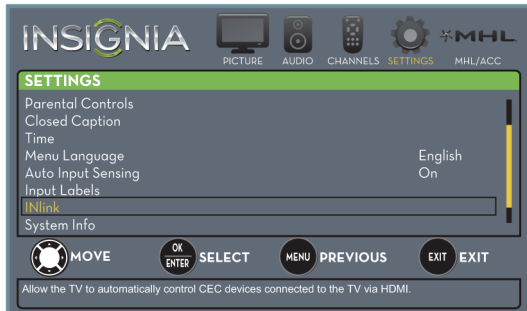 INSIGNIA
PICTURE AUDIO CHANNELS SETTINGS MHL/ACC
MHL
SETTINGS
Parental Controls
Closed Caption
Time
Menu Language English
Auto Input Sensing On
Input Labels
INlink
System Info
MOVE OK ENTER SELECT MENU PREVIOUS EXIT EXIT
Allow the TV to automatically control CEC devices connected to the TV via HDMI.